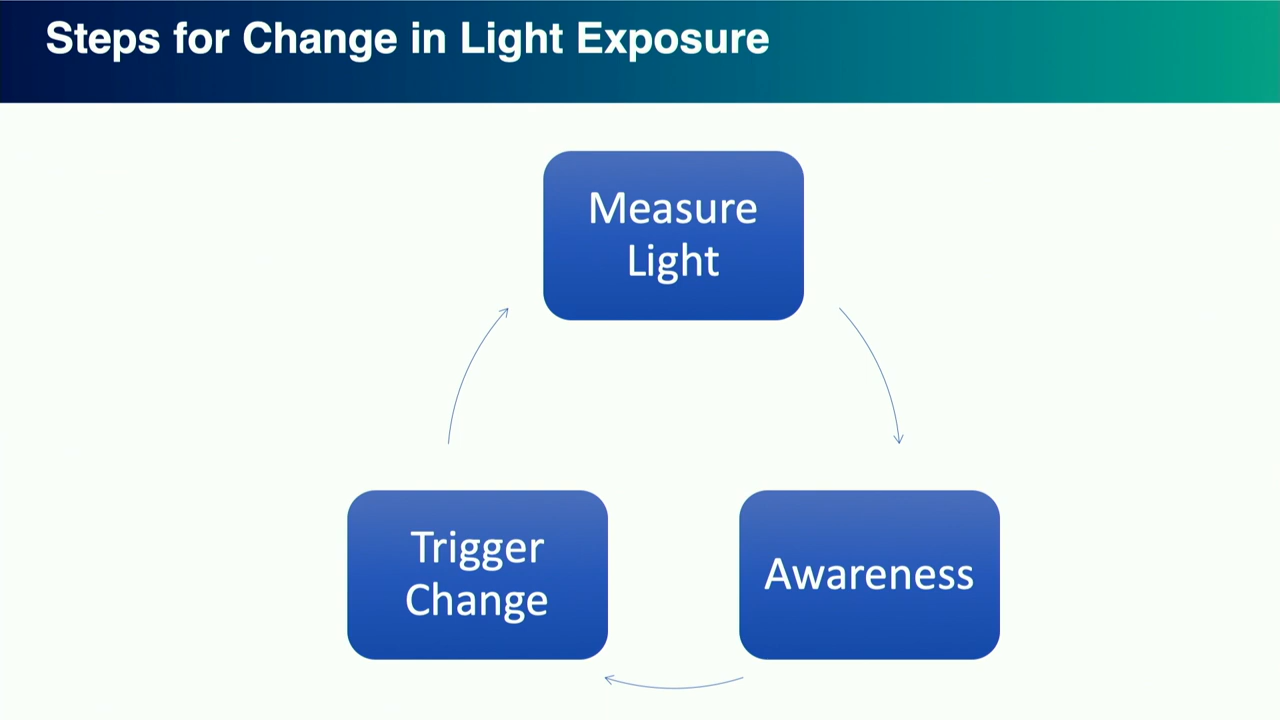 Steps for Change in Light Exposure
Measure
Light
Trigger
Change
Awareness